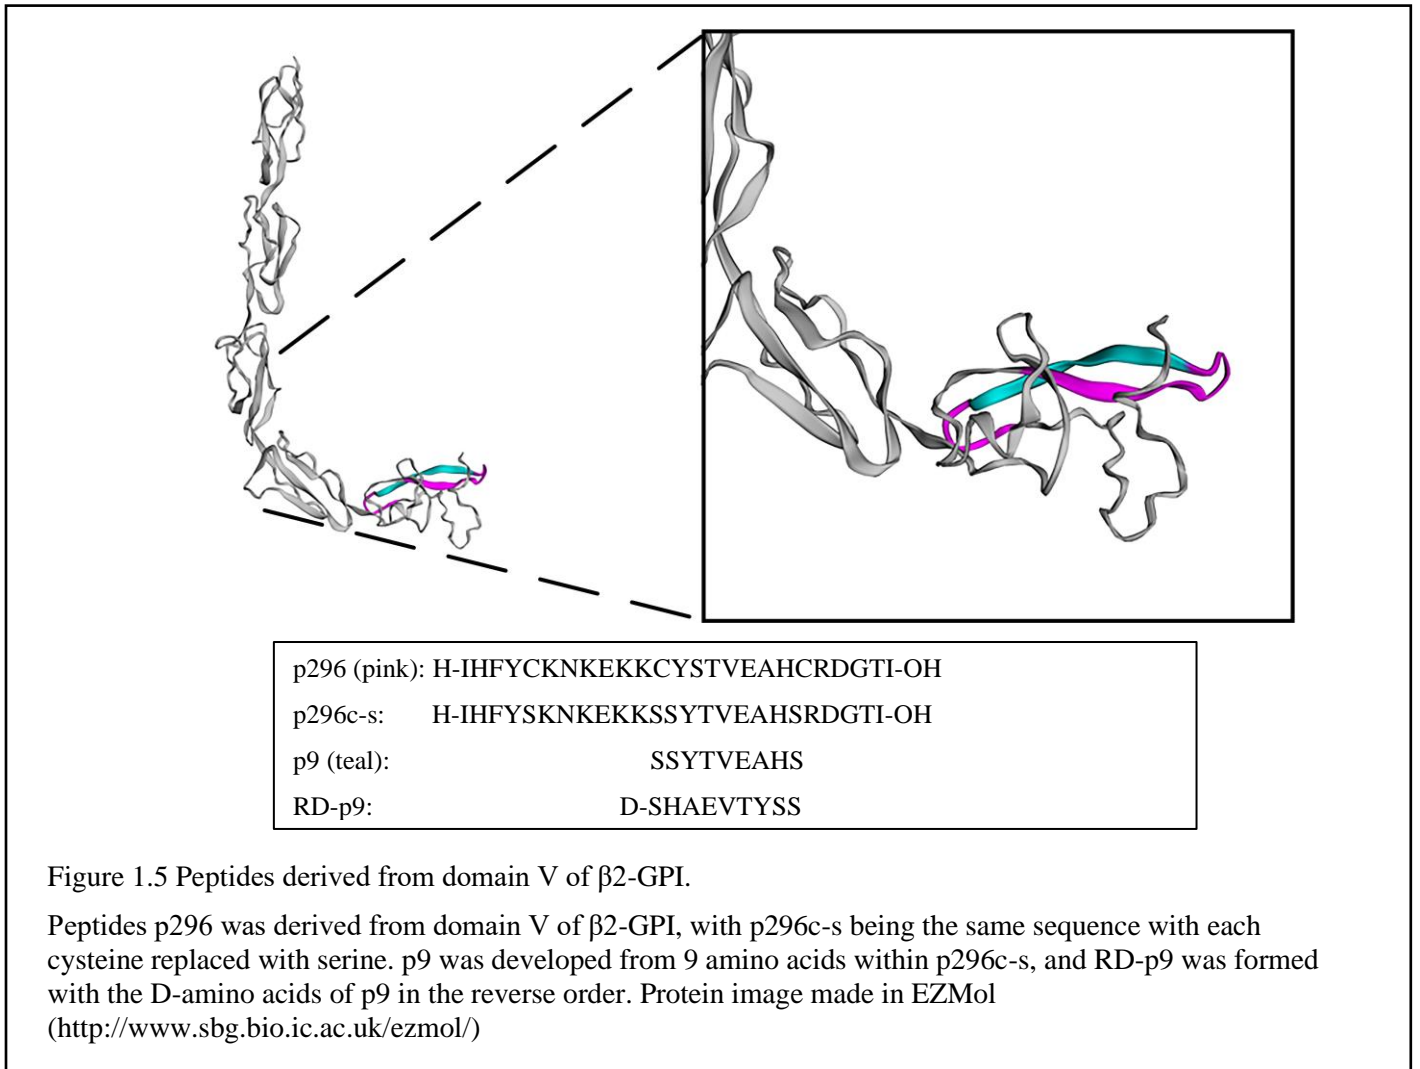 p296 (pink): H-IHFYCKNKEKKCYSTVEAHCRDGTI-OH
p296c-s: H-IHFYSKNKEKKSSYTVEAHSRDGTI-OH
p9 (teal): SSYTVEAHS
RD-p9: D-SHAEVTYSS
Figure 1.5 Peptides derived from domain V of β2-GPI.
Peptides p296 was derived from domain V of β2-GPI, with p296c-s being the same sequence with each
cysteine replaced with serine. p9 was developed from 9 amino acids within p296c-s, and RD-p9 was formed
with the D-amino acids of p9 in the reverse order. Protein image made in EZMol
(http://www.sbg.bio.ic.ac.uk/ezmol/)